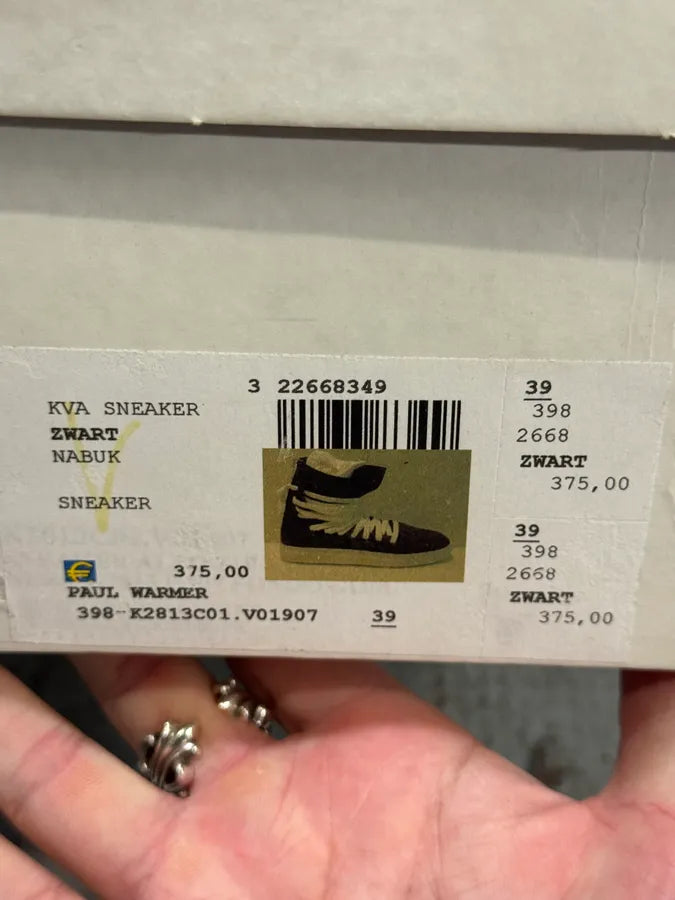 3 22668349
KVA SNEAKER
ZWART
NABUK
SNEAKER
€ 375,00
PAUL WARMER
398-K2813C01.V01907 39
39
398
2668
ZWART
375,00
39
398
2668
ZWART
375,00